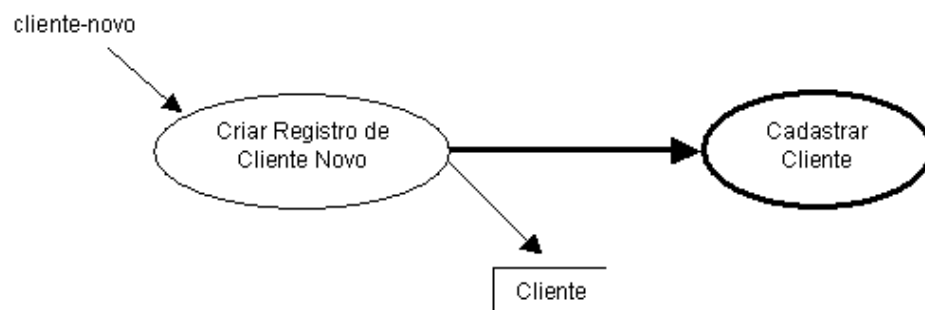 cliente-novo
Criar Registro de
Cliente Novo
Cadastrar
Cliente
Cliente